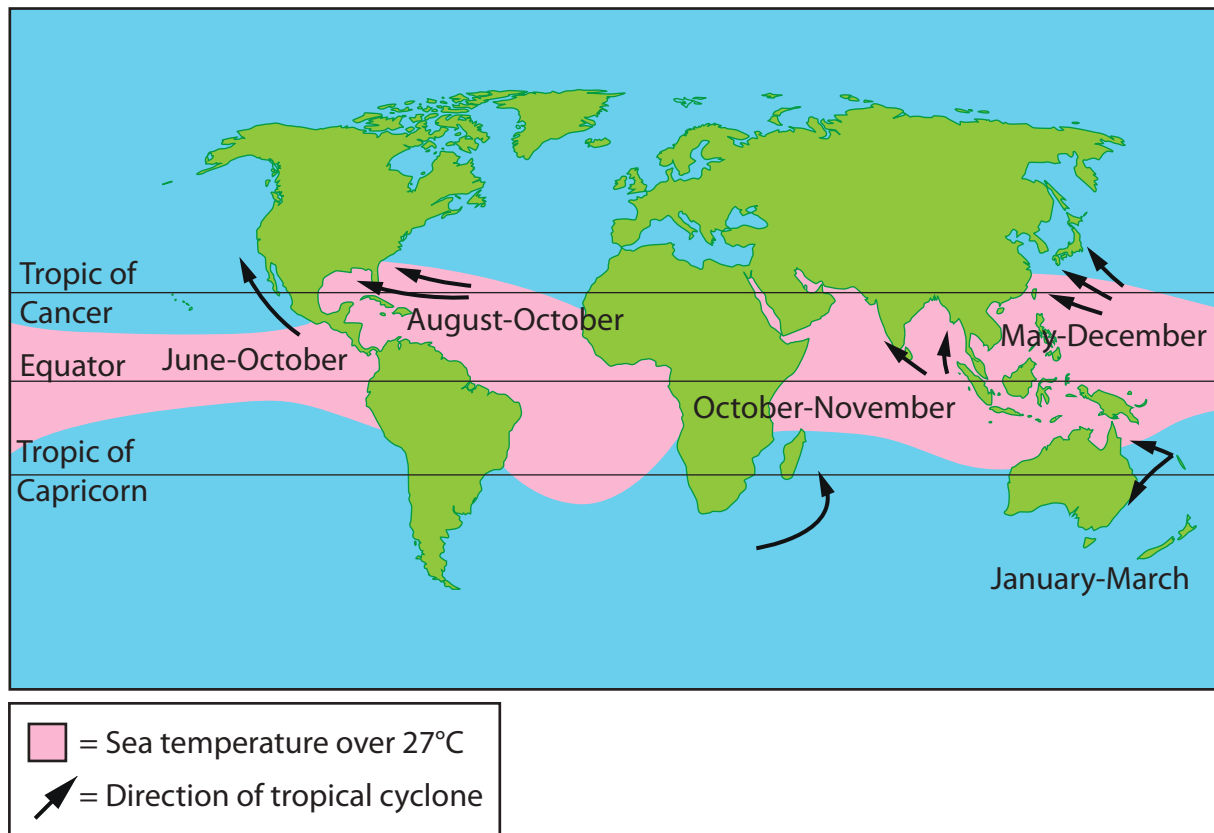 Tropic of
Cancer
August-October
May-December
June-October
Equator
October-November
Tropic of
Capricorn
January-March
= Sea temperature over 27°C
= Direction of tropical cyclone